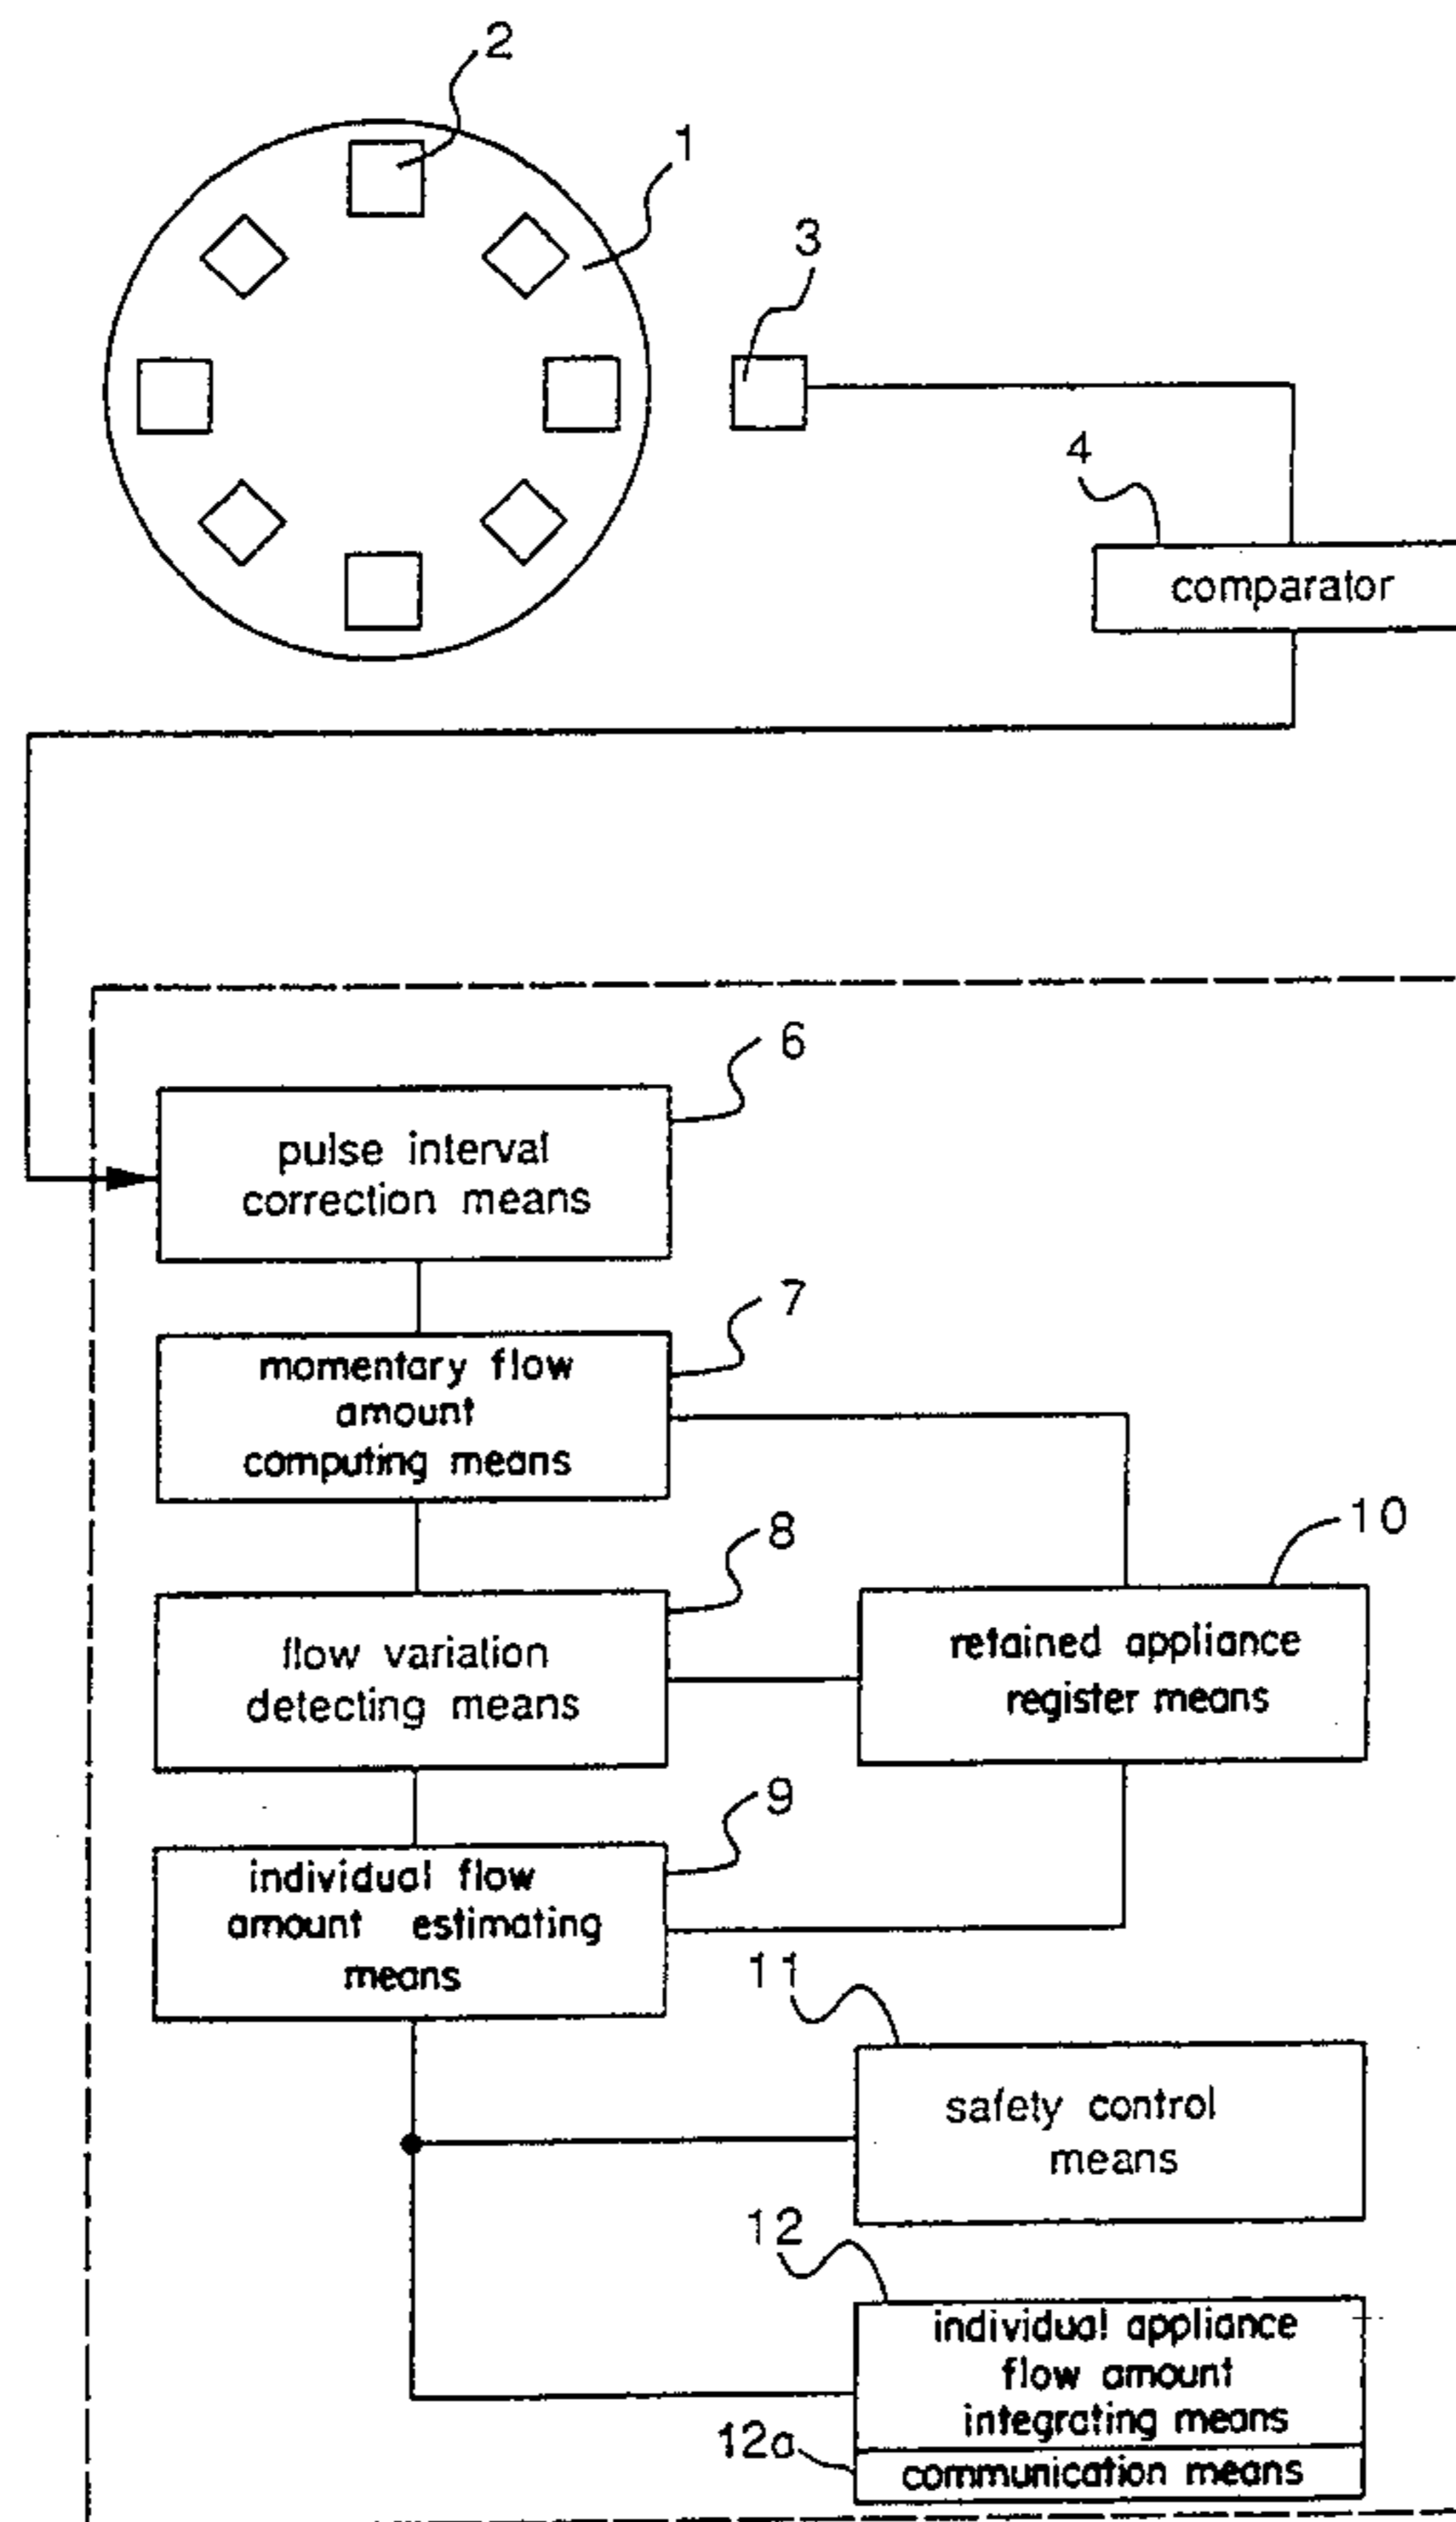 2
1
3
4
comparator
6
pulse interval
correction means
7
momentary flow
amount
computing means
8
10
flow variation
detecting means
retained appliance
register means
9
individual flow
amount estimating
means
11
safety control
means
12
individual appliance
flow amount
integrating means
12a
communication means